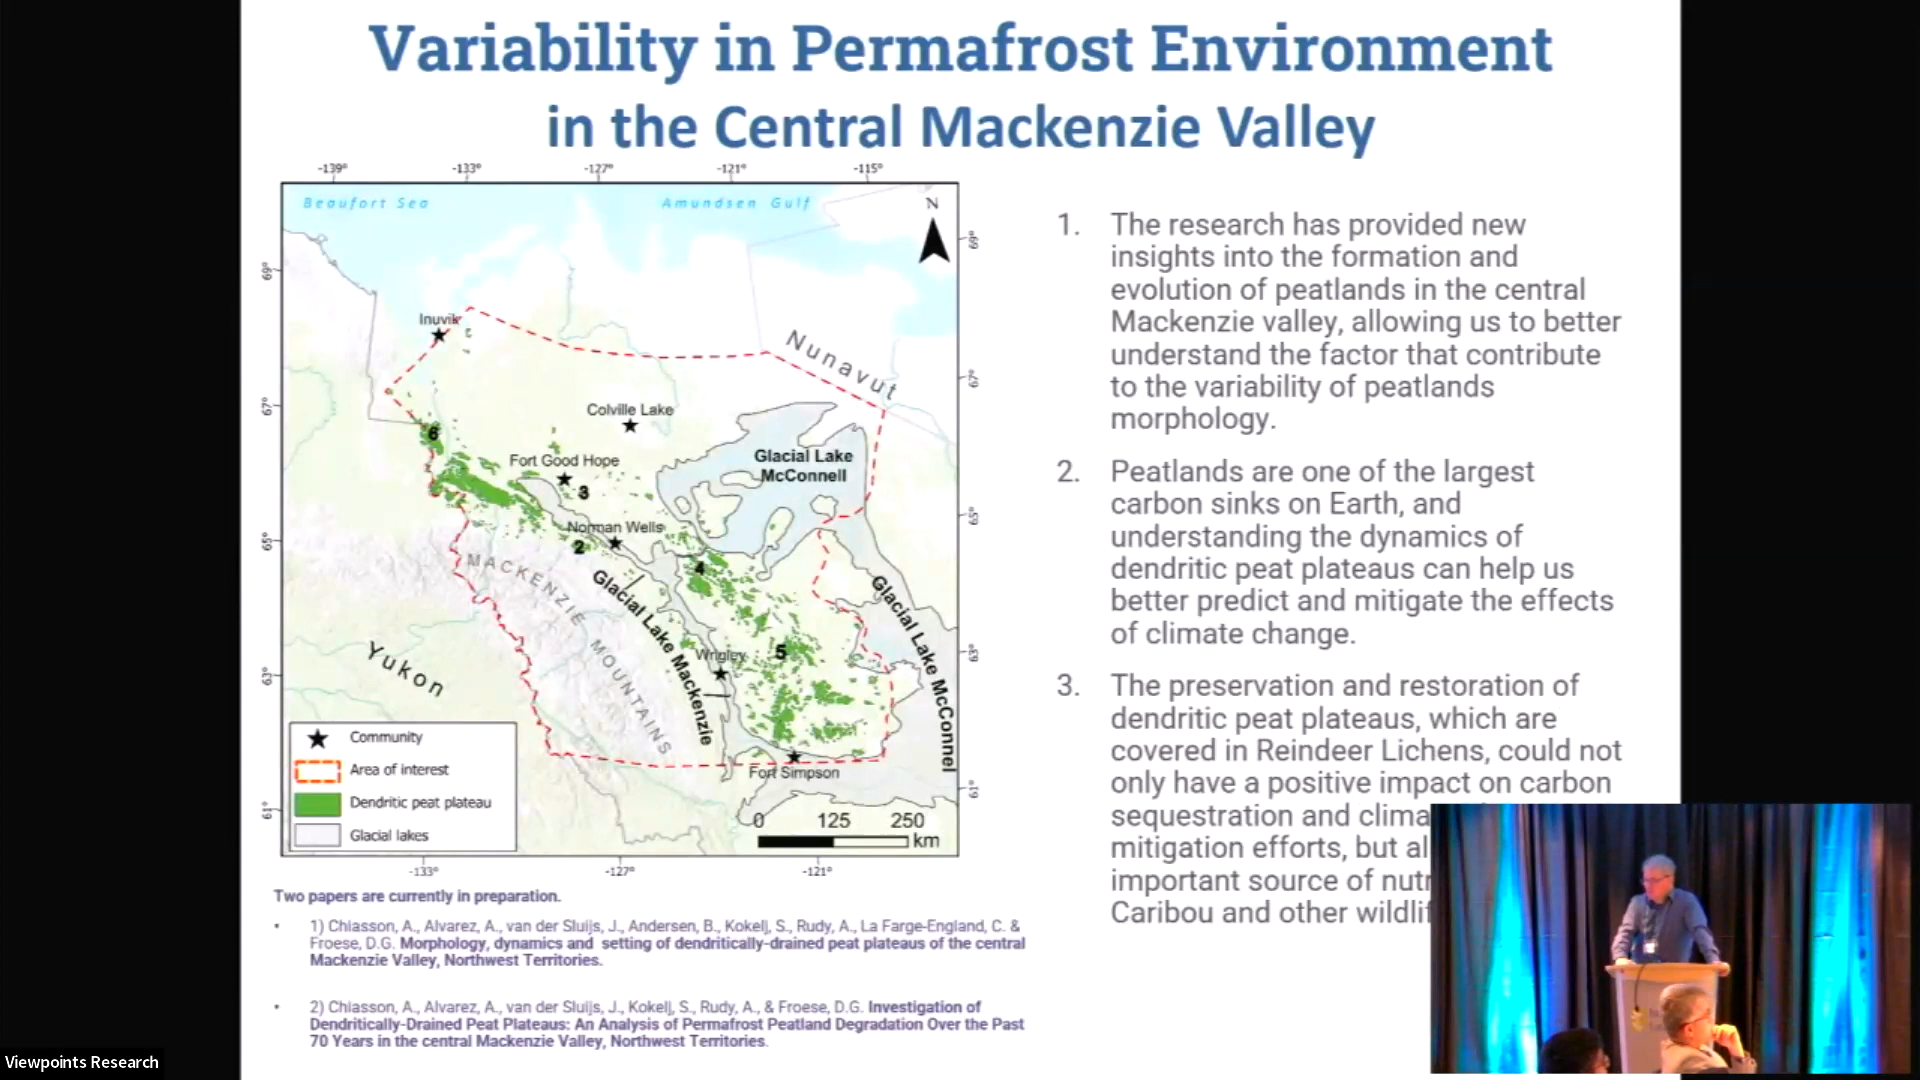 Variability in Permafrost Environment
in the Central Mackenzie Valley
-139° -133° -127° -121° -115°
Beaufort Sea
Amundsen Gulf
N
69°
69°
Inuvik
Nunavut
67°
67°
Colville Lake
6
Glacial Lake
McConnell
Fort Good Hope
3
65°
65°
Norman Wells
2
4
MACKENZIE MOUNTAINS
Glacial Lake Mackenzie
Glacial Lake McConnel
Yukon
Wrigley
5
63°
63°
Community
Area of interest
Dendritic peat plateau
Glacial lakes
Fort Simpson
61°
61°
0 125 250
km
-133° -127° -121°
1. The research has provided new
insights into the formation and
evolution of peatlands in the central
Mackenzie valley, allowing us to better
understand the factor that contribute
to the variability of peatlands
morphology.
2. Peatlands are one of the largest
carbon sinks on Earth, and
understanding the dynamics of
dendritic peat plateaus can help us
better predict and mitigate the effects
of climate change.
3. The preservation and restoration of
dendritic peat plateaus, which are
covered in Reindeer Lichens, could not
only have a positive impact on carbon
sequestration and clima
mitigation efforts, but al
important source of nutr
Caribou and other wildlif
Two papers are currently in preparation.
• 1) Chiasson, A., Alvarez, A., van der Sluijs, J., Andersen, B., Kokelj, S., Rudy, A., La Farge-England, C. &
Froese, D.G. Morphology, dynamics and setting of dendritically-drained peat plateaus of the central
Mackenzie Valley, Northwest Territories.
• 2) Chiasson, A., Alvarez, A., van der Sluijs, J., Kokelj, S., Rudy, A., & Froese, D.G. Investigation of
Dendritically-Drained Peat Plateaus: An Analysis of Permafrost Peatland Degradation Over the Past
70 Years in the central Mackenzie Valley, Northwest Territories.
Viewpoints Research